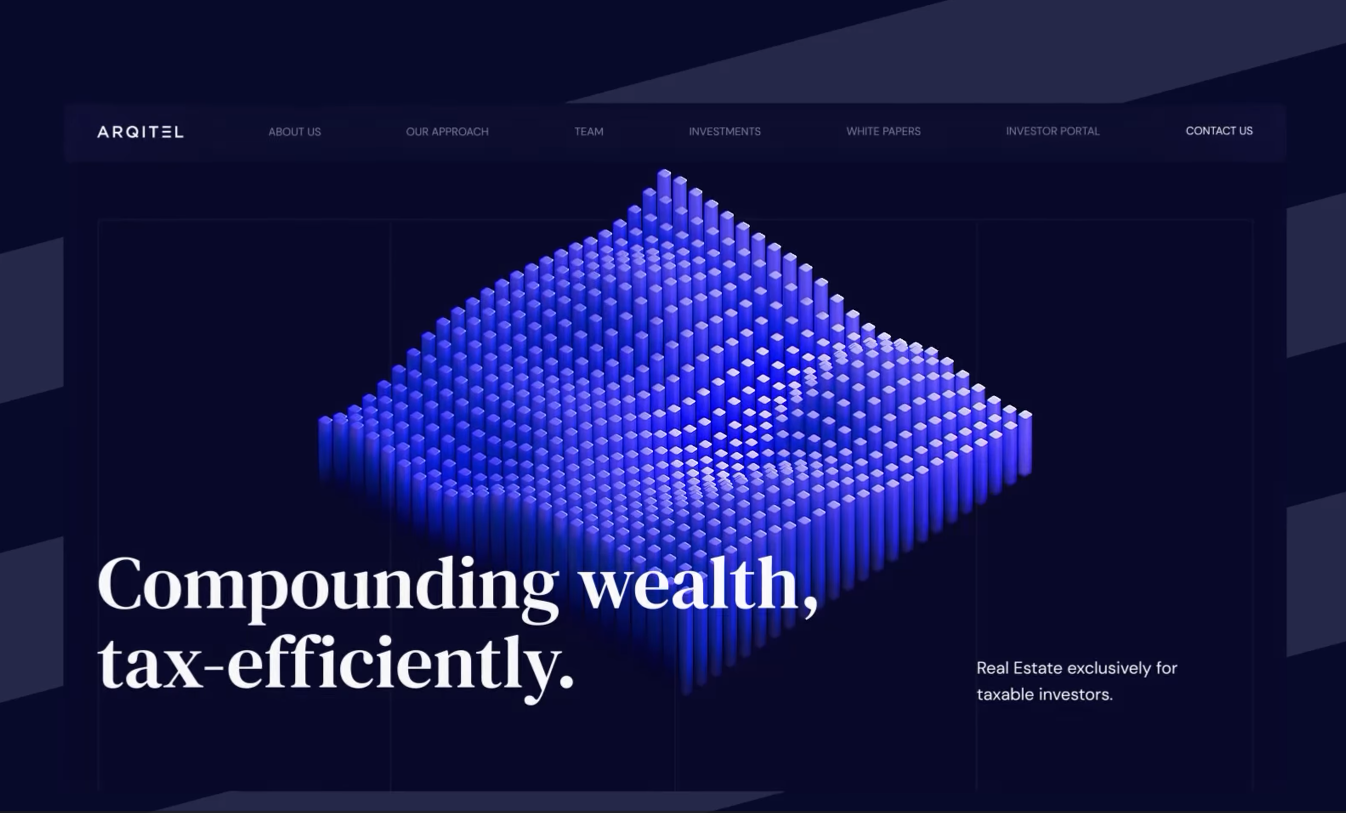 ARQITEL
ABOUT US
OUR APPROACH
TEAM
INVESTMENTS
WHITE PAPERS
INVESTOR PORTAL
CONTACT US
Compounding wealth,
tax-efficiently.
Real Estate exclusively for
taxable investors.